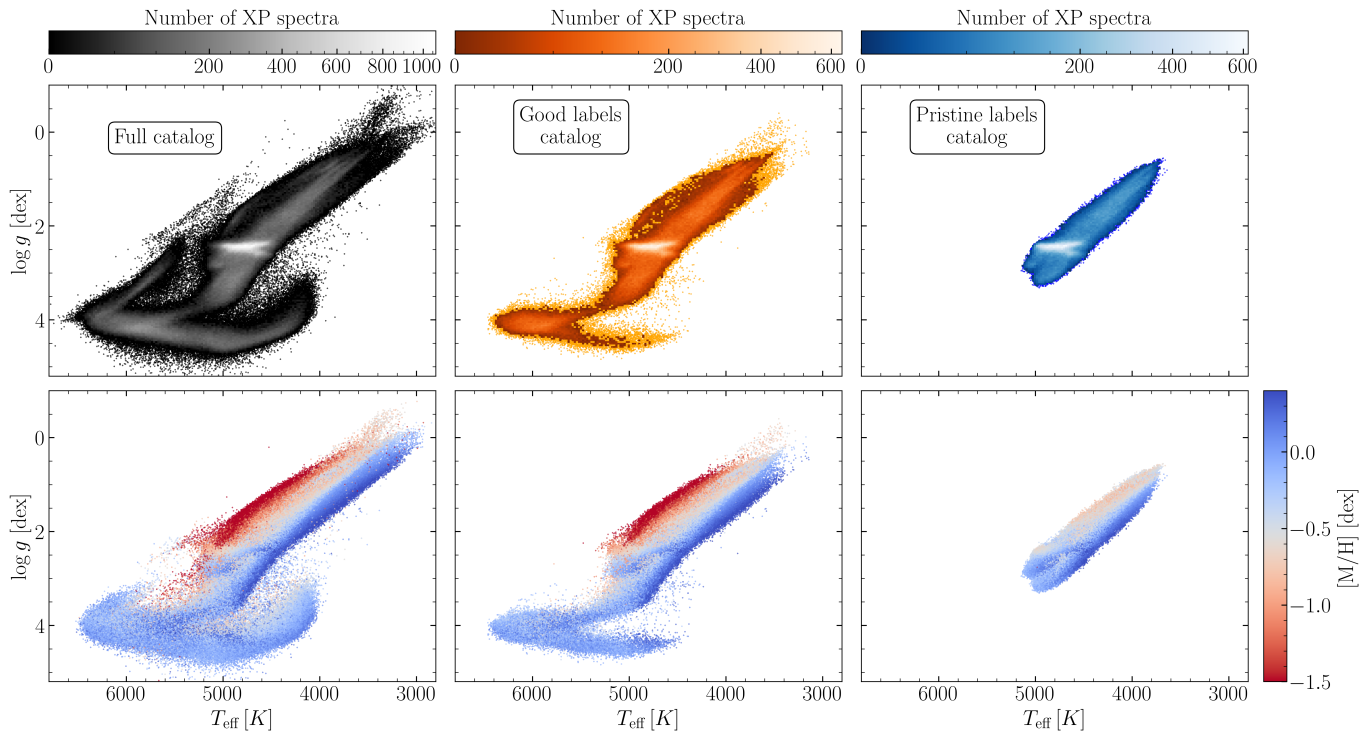 Number of XP spectra
Number of XP spectra
Number of XP spectra
0 200 400 600 800 1000
0 200 400 600
0 200 400 600
Full catalog
Good labels
catalog
Pristine labels
catalog
log g [dex]
0
2
4
log g [dex]
0
2
4
0.0
−0.5
−1.0
−1.5
[M/H] [dex]
6000 5000 4000 3000
6000 5000 4000 3000
6000 5000 4000 3000
T_eff [K]
T_eff [K]
T_eff [K]